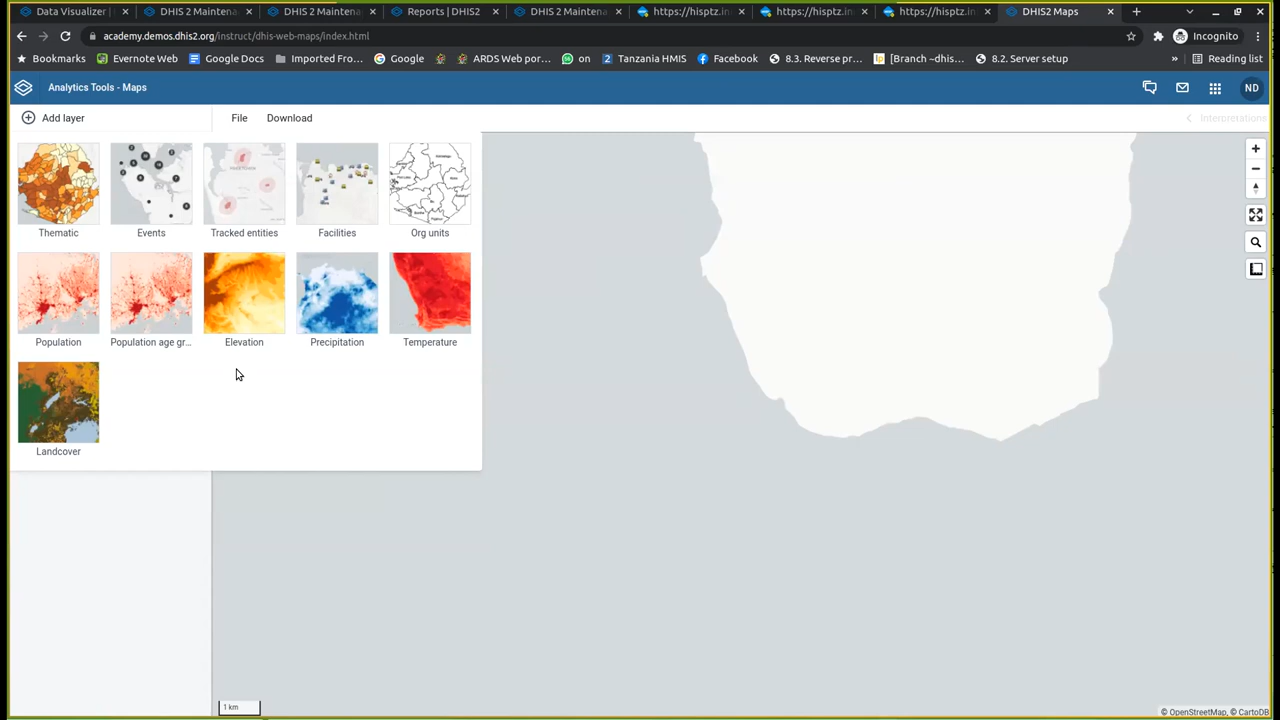 Data Visualizer |
DHIS 2 Maintena
DHIS 2 Maintena
Reports | DHIS2
DHIS 2 Maintena
https://hisptz.in
https://hisptz.in
https://hisptz.in
DHIS2 Maps
academy.demos.dhis2.org/instruct/dhis-web-maps/index.html
Incognito
Bookmarks
Evernote Web
Google Docs
Imported Fro...
Google
ARDS Web por...
on
Tanzania HMIS
Facebook
8.3. Reverse pr...
[Branch ~dhis...
8.2. Server setup
»
Reading list
Analytics Tools - Maps
ND
Add layer
File
Download
Interpretations
Thematic
Events
Tracked entities
Facilities
Org units
Population
Population age gr...
Elevation
Precipitation
Temperature
Landcover
1 km
© OpenStreetMap, © CartoDB